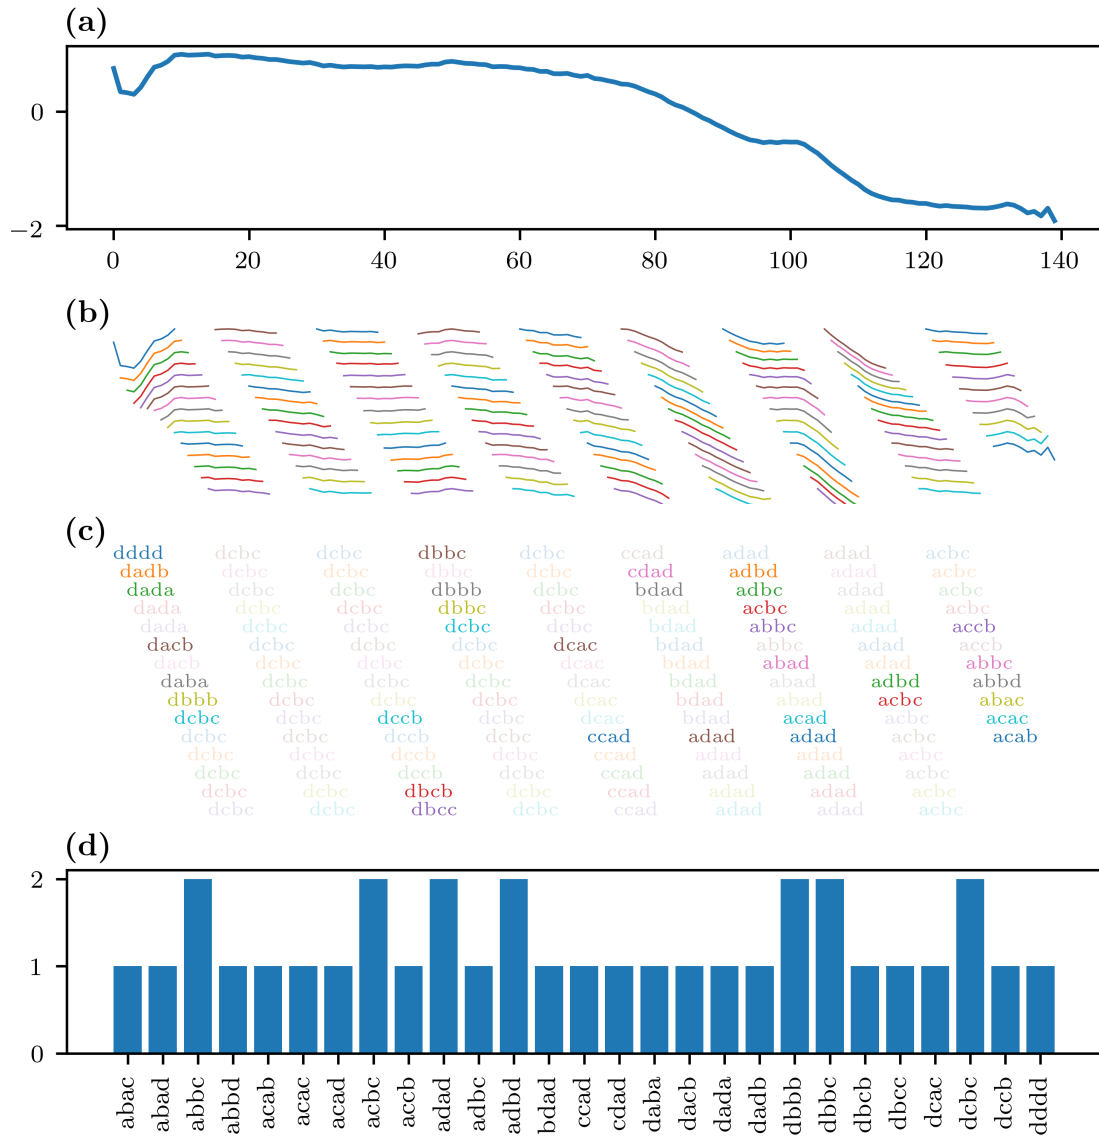 (a)
0
−2
0 20 40 60 80 100 120 140
(b)
(c)
dddd dcbc dcbc dbbc dcbc ccad adad adad acbc
dadb dcbc dcbc dbbc dcbc cdad adbd adad acbc
dada dcbc dcbc dbbb dcbc bdad adbc adad acbc
dada dcbc dcbc dbbc dcbc bdad acbc adad acbc
dada dcbc dcbc dcbc dcbc bdad abbc adad accb
dacb dcbc dcbc dcbc dcac bdad abbc adad accb
dacb dcbc dcbc dcbc dcac bdad abad adad abbc
daba dcbc dcbc dcbc dcac bdad abad adbd abbd
dbbb dcbc dcbc dcbc dcac bdad abad acbc abac
dcbc dcbc dccb dcbc dcac bdad acad acbc acac
dcbc dcbc dccb dcbc ccad adad adad acbc acab
dcbc dcbc dccb dcbc ccad adad adad acbc
dcbc dcbc dccb dcbc ccad adad adad acbc
dcbc dcbc dbcb dcbc ccad adad adad acbc
dcbc dcbc dbcc dcbc ccad adad adad acbc
(d)
2
1
0
abac abad abbc abbd acab acac acad acbc accb adad adbc adbd bdad ccad cdad daba dacb dada dadb dbbb dbbc dbcb dbcc dcac dcbc dccb dddd